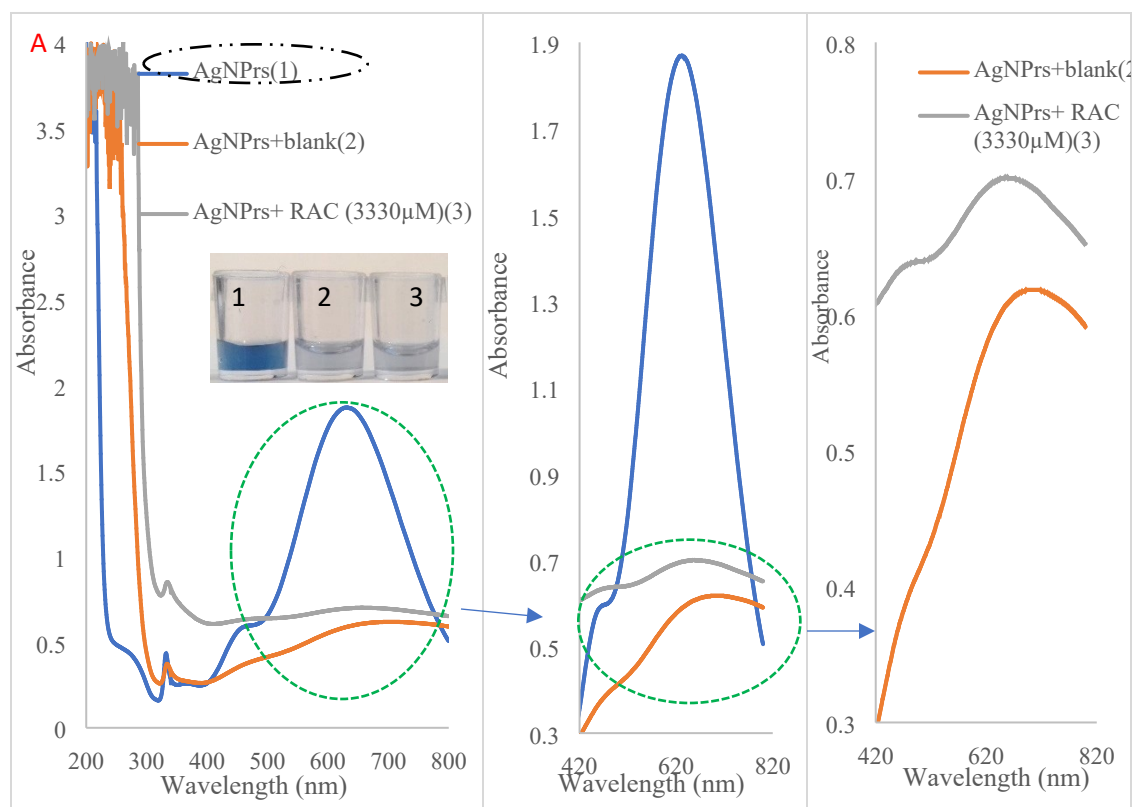 A
4
3.5
3
2.5
2
1.5
1
0.5
0
Absorbance
AgNPrs(1)
AgNPrs+blank(2)
AgNPrs+ RAC (3330µM)(3)
1 2 3
200 300 400 500 600 700 800
Wavelength (nm)
1.9
1.7
1.5
1.3
1.1
0.9
0.7
0.5
0.3
Absorbance
420 620 820
Wavelength (nm)
0.8
0.7
0.6
0.5
0.4
0.3
Absorbance
AgNPrs+blank(2
AgNPrs+ RAC
(3330µM)(3)
420 620 820
Wavelength (nm)